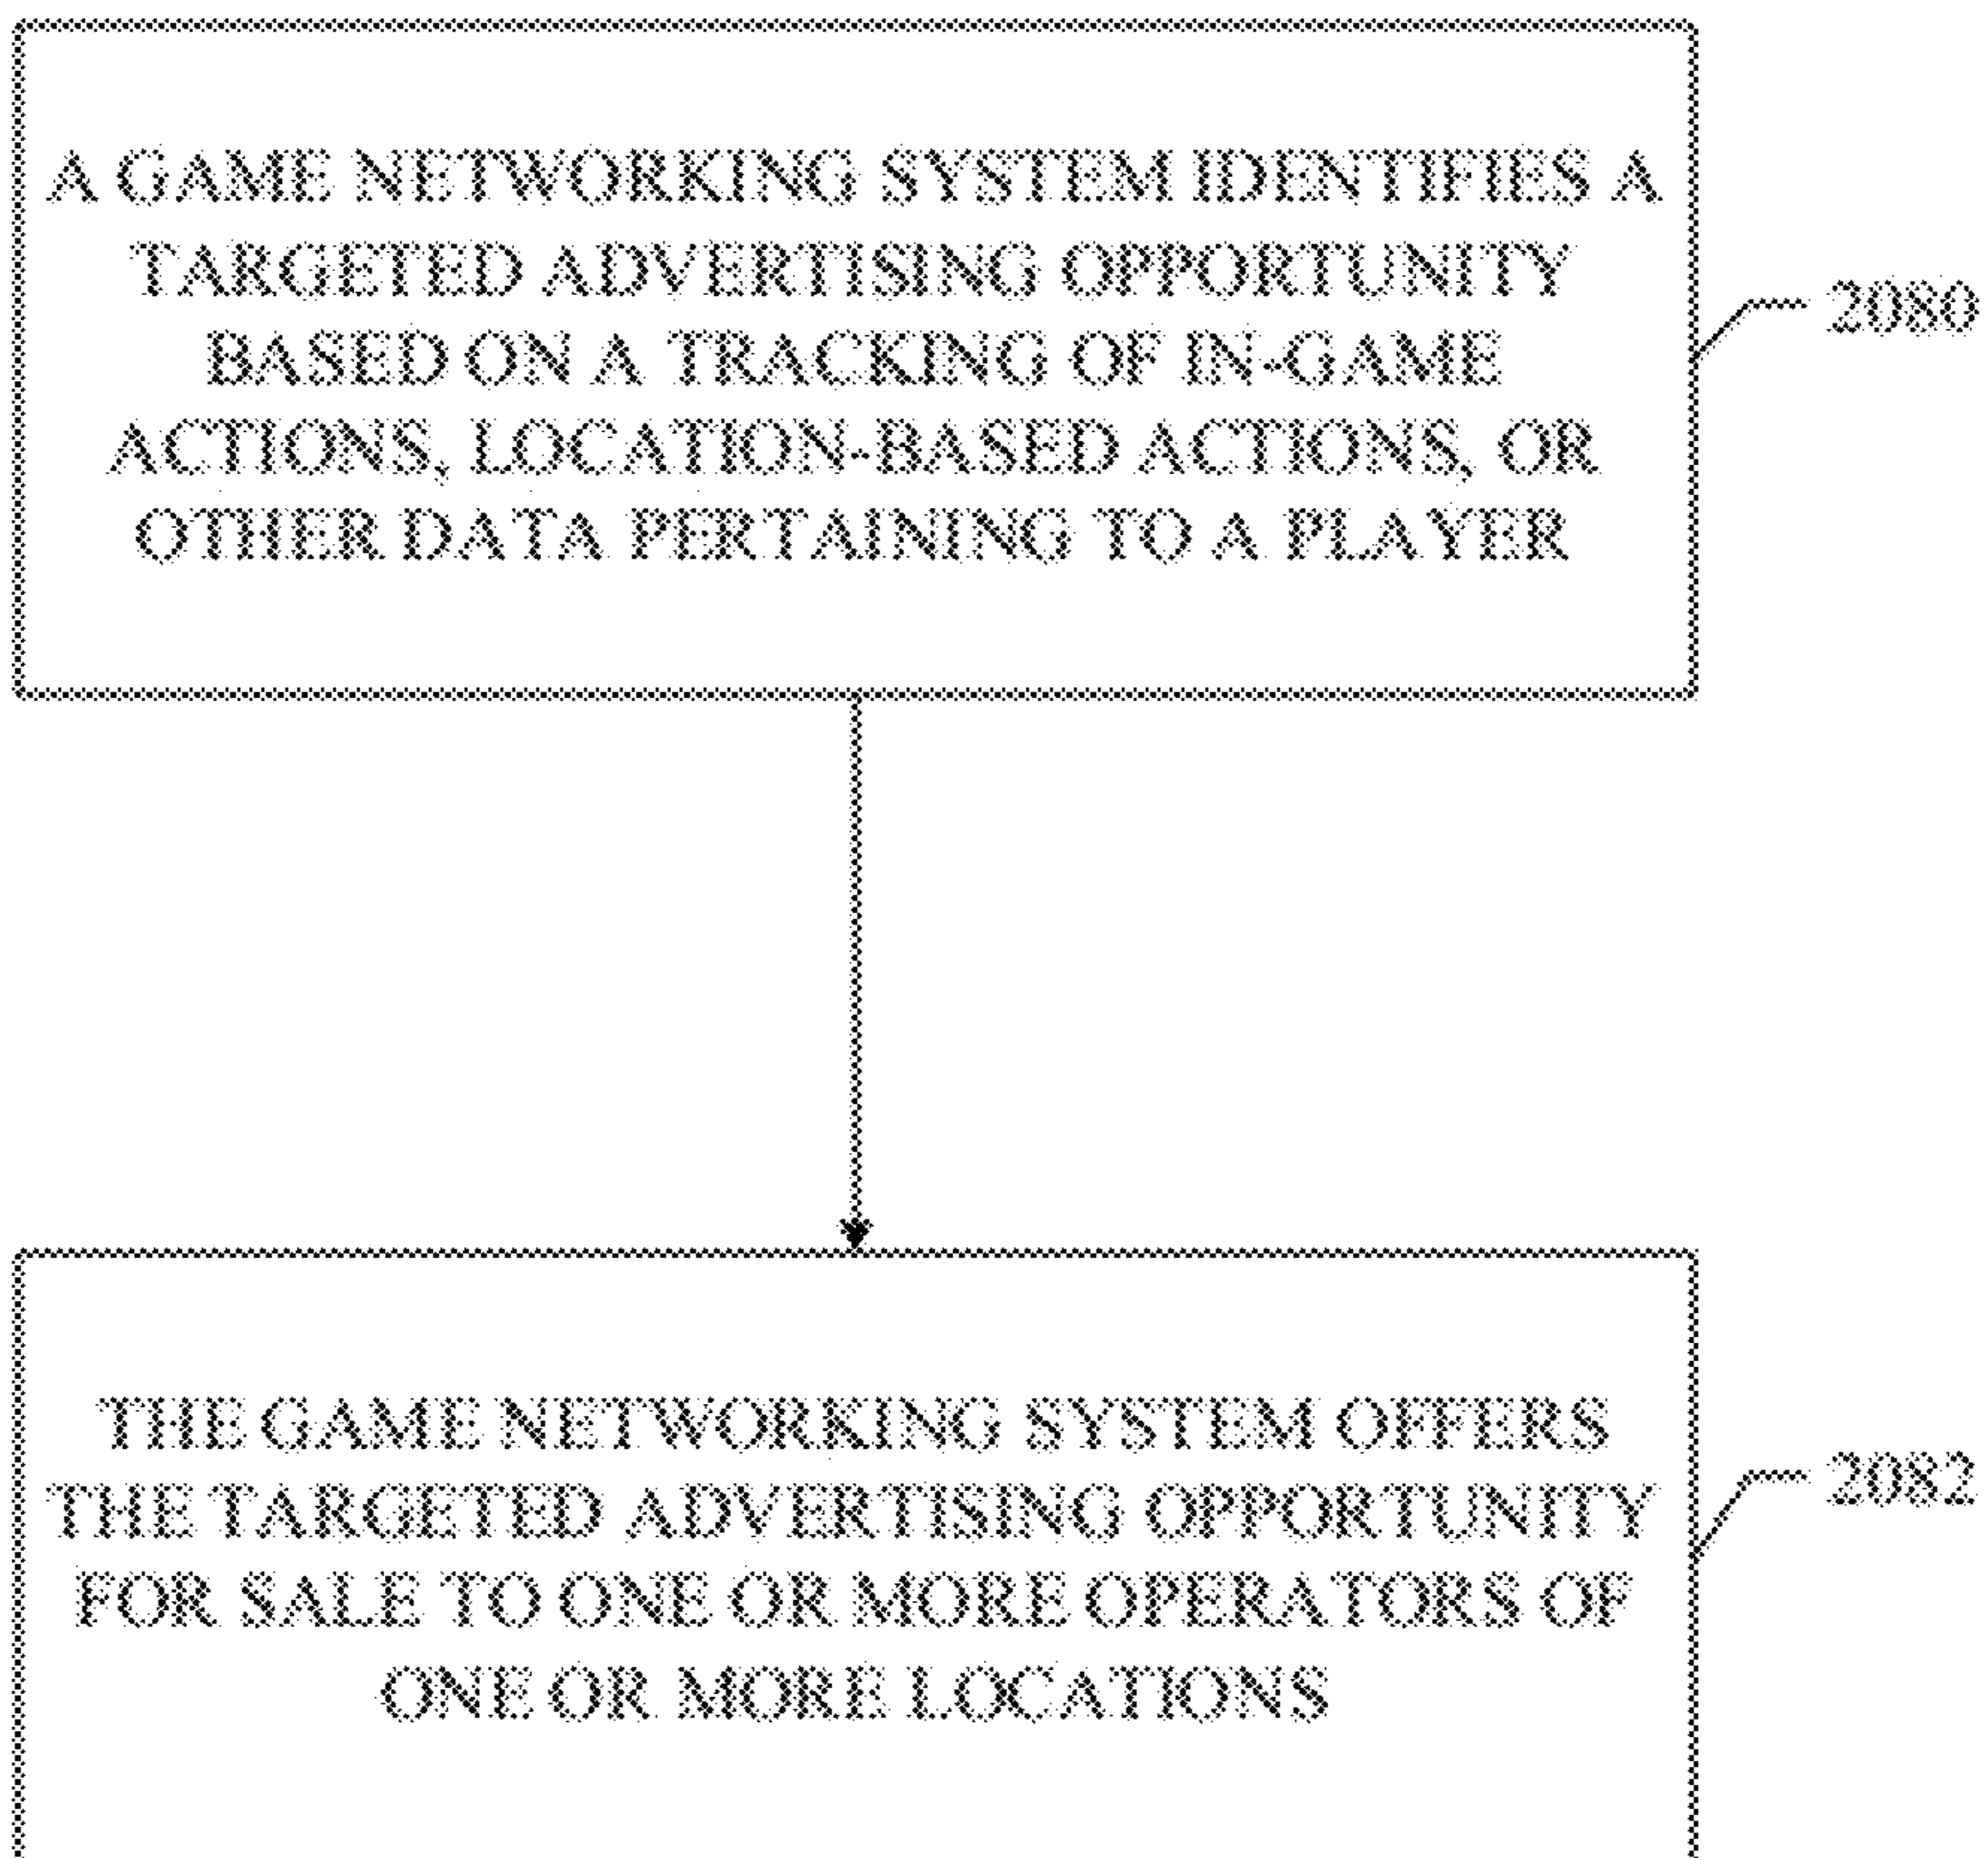 A GAME NETWORKING SYSTEM IDENTIFIES A
TARGETED ADVERTISING OPPORTUNITY
BASED ON A TRACKING OF IN-GAME
ACTIONS, LOCATION-BASED ACTIONS, OR
OTHER DATA PERTAINING TO A PLAYER
2080
THE GAME NETWORKING SYSTEM OFFERS
THE TARGETED ADVERTISING OPPORTUNITY
FOR SALE TO ONE OR MORE OPERATORS OF
ONE OR MORE LOCATIONS
2082